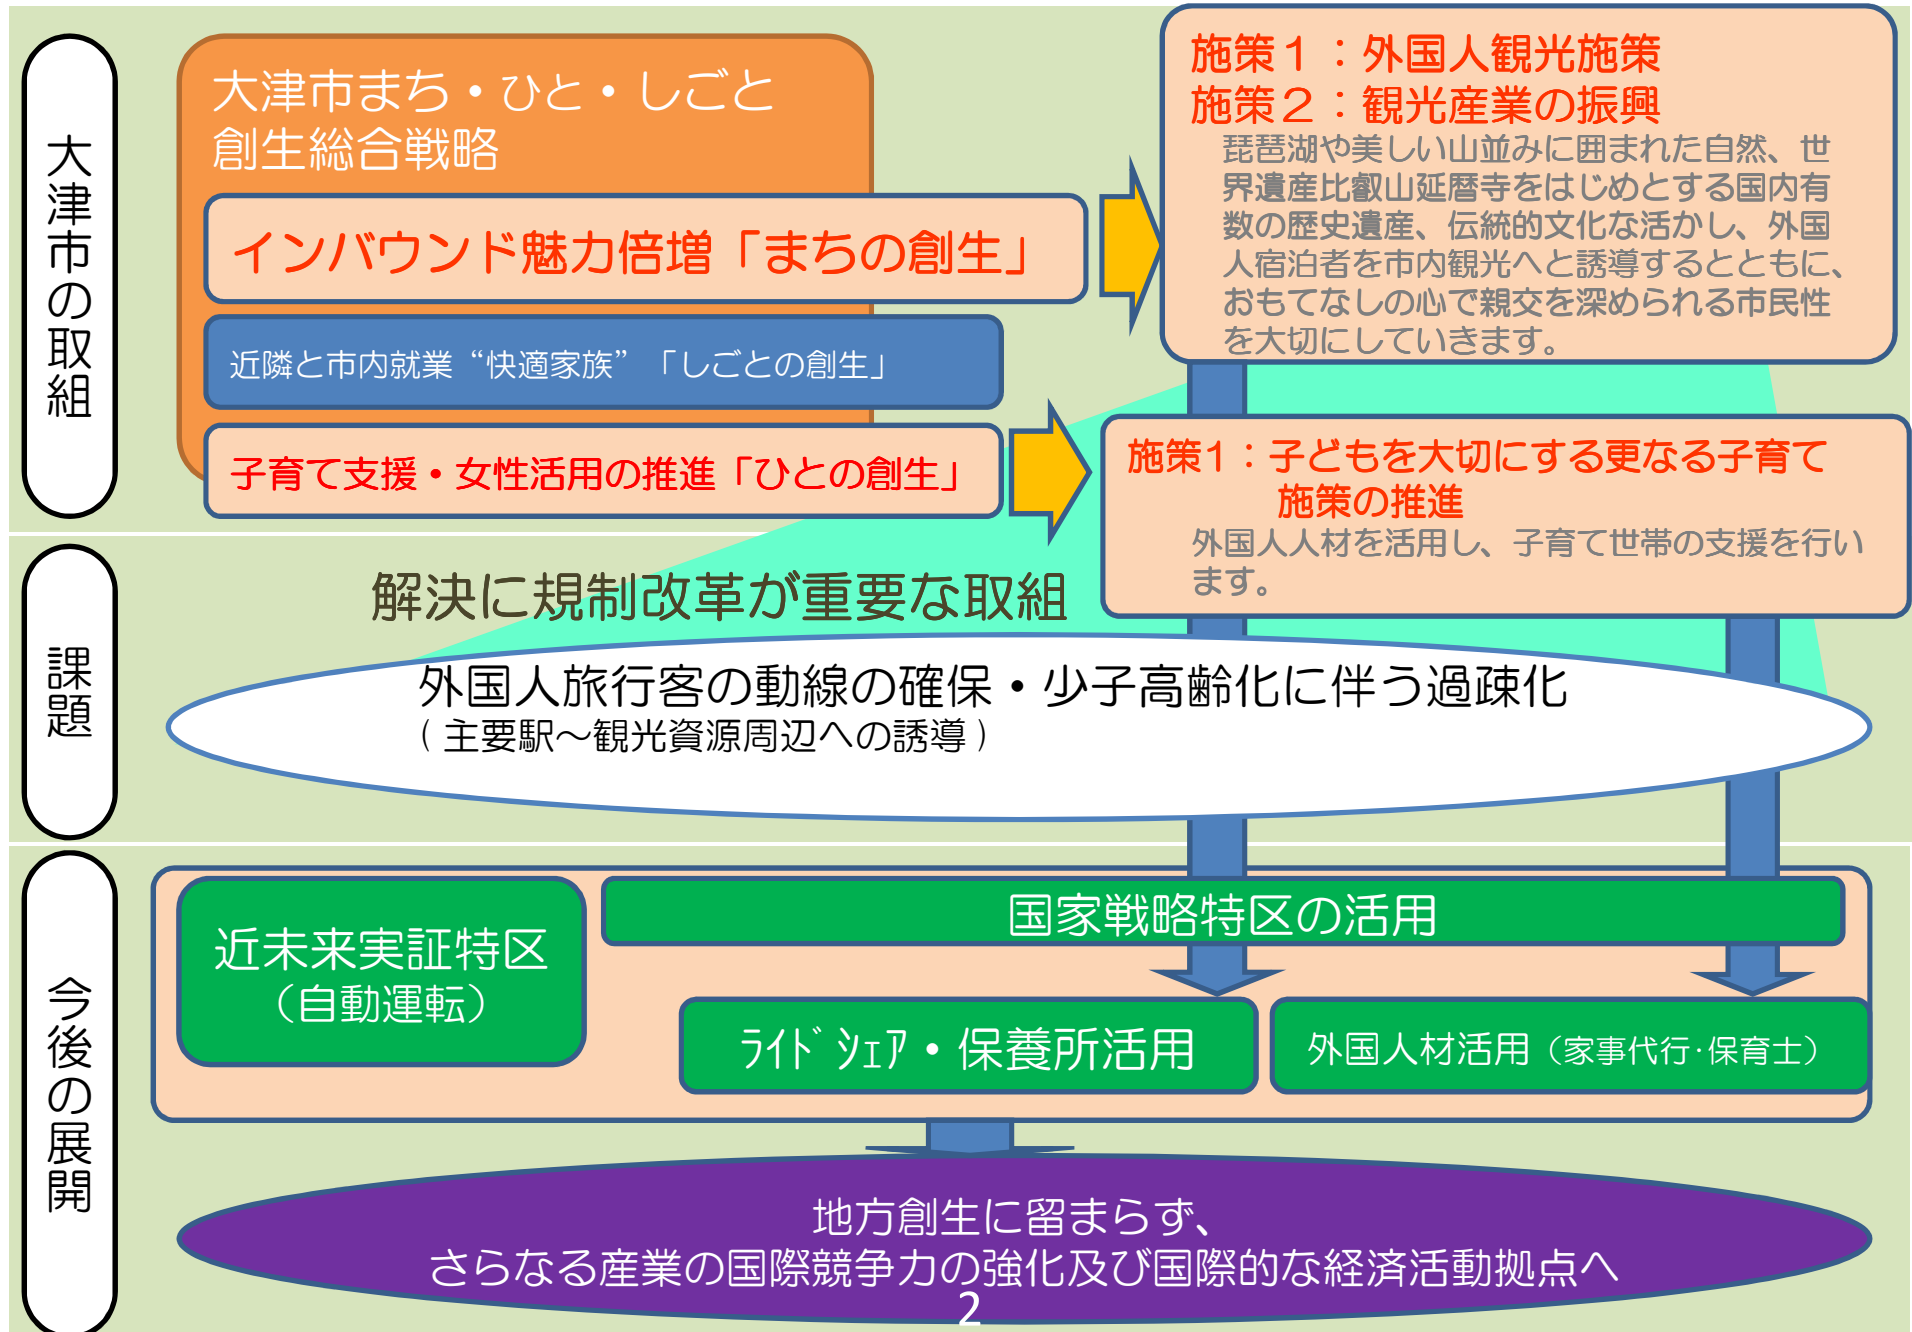 大津市の取組
大津市まち・ひと・しごと
創生総合戦略
インバウンド魅力倍増「まちの創生」
近隣と市内就業“快適家族”「しごとの創生」
子育て支援・女性活用の推進「ひとの創生」
施策１：外国人観光施策
施策２：観光産業の振興
琵琶湖や美しい山並みに囲まれた自然、世
界遺産比叡山延暦寺をはじめとする国内有
数の歴史遺産、伝統的文化な活かし、外国
人宿泊者を市内観光へと誘導するとともに、
おもてなしの心で親交を深められる市民性
を大切にしていきます。
施策1：子どもを大切にする更なる子育て
施策の推進
外国人人材を活用し、子育て世帯の支援を行い
ます。
課題
解決に規制改革が重要な取組
外国人旅行客の動線の確保・少子高齢化に伴う過疎化
(主要駅～観光資源周辺への誘導)
今後の展開
近未来実証特区
（自動運転）
国家戦略特区の活用
ﾗｲﾄﾞｼｪｱ・保養所活用
外国人材活用（家事代行･保育士）
地方創生に留まらず、
さらなる産業の国際競争力の強化及び国際的な経済活動拠点へ
2